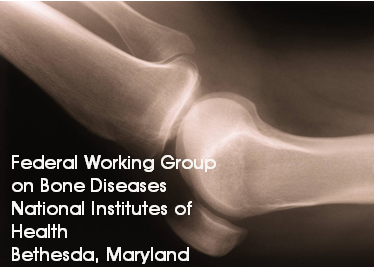 Federal Working Group
on Bone Diseases
National Institutes of
Health
Bethesda, Maryland